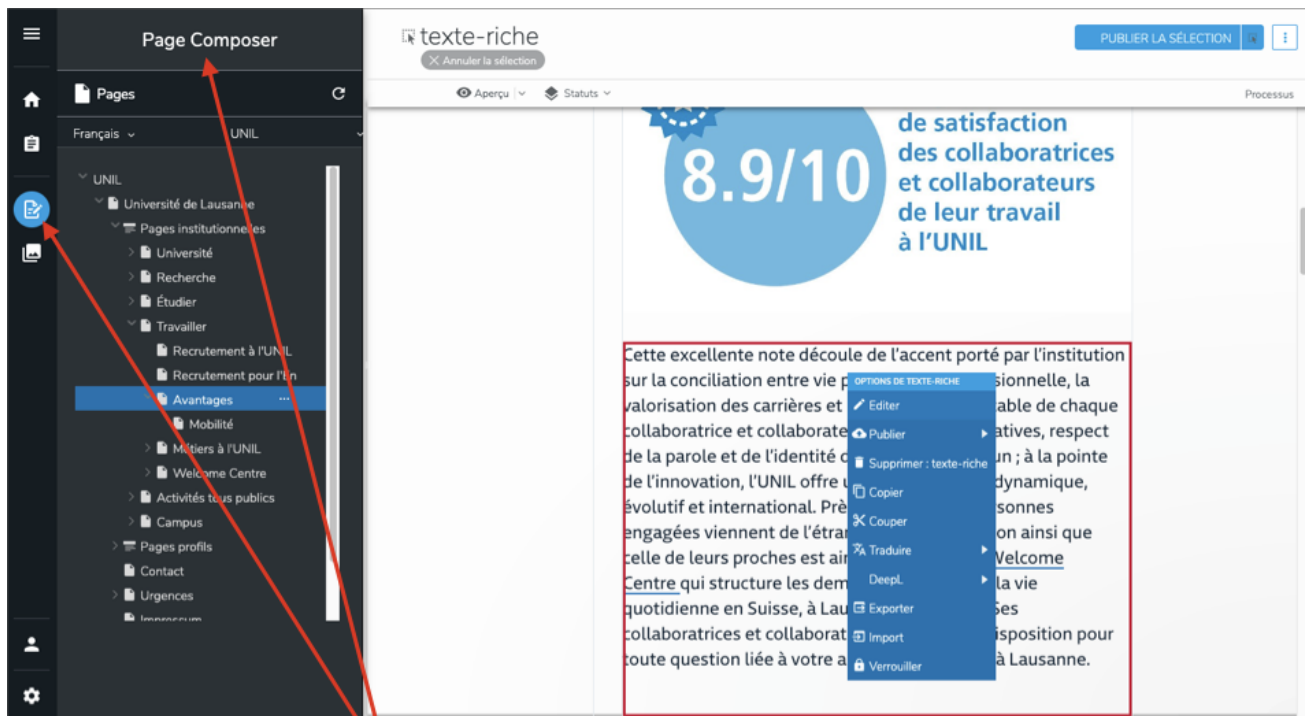 Page Composer
Pages
Français
UNIL
UNIL
Université de Lausanne
Pages institutionnelles
Université
Recherche
Étudier
Travailler
Recrutement à l'UNIL
Recrutement pour l'En
Avantages
Mobilité
Métiers à l'UNIL
Welcome Centre
Activités tous publics
Campus
Pages profils
Contact
Urgences
Impressum
texte-riche
Annuler la sélection
PUBLIER LA SÉLECTION
Aperçu
Statuts
Processus
8.9/10
de satisfaction
des collaboratrices
et collaborateurs
de leur travail
à l'UNIL
Cette excellente note découle de l'accent porté par l'institution
sur la conciliation entre vie p sionnelle, la
valorisation des carrières et able de chaque
collaboratrice et collaborate atives, respect
de la parole et de l'identité d un ; à la pointe
de l'innovation, l'UNIL offre dynamique,
évolutif et international. Prè sonnes
engagées viennent de l'étra on ainsi que
celle de leurs proches est ai Welcome
Centre qui structure les dem la vie
quotidienne en Suisse, à Lau Ses
collaboratrices et collaborat isposition pour
toute question liée à votre a à Lausanne.
OPTIONS DE TEXTE-RICHE
Editer
Publier
Supprimer : texte-riche
Copier
Couper
Traduire
DeepL
Exporter
Import
Verrouiller